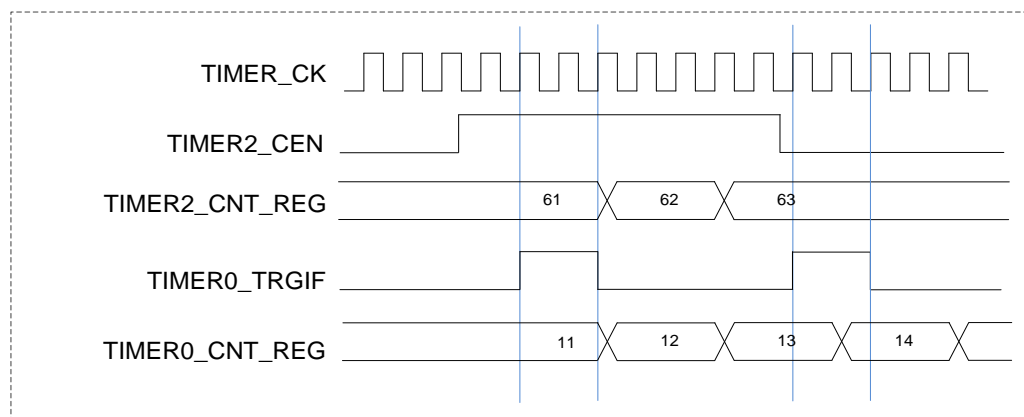 TIMER_CK
TIMER2_CEN
TIMER2_CNT_REG 61 62 63
TIMER0_TRGIF
TIMER0_CNT_REG 11 12 13 14